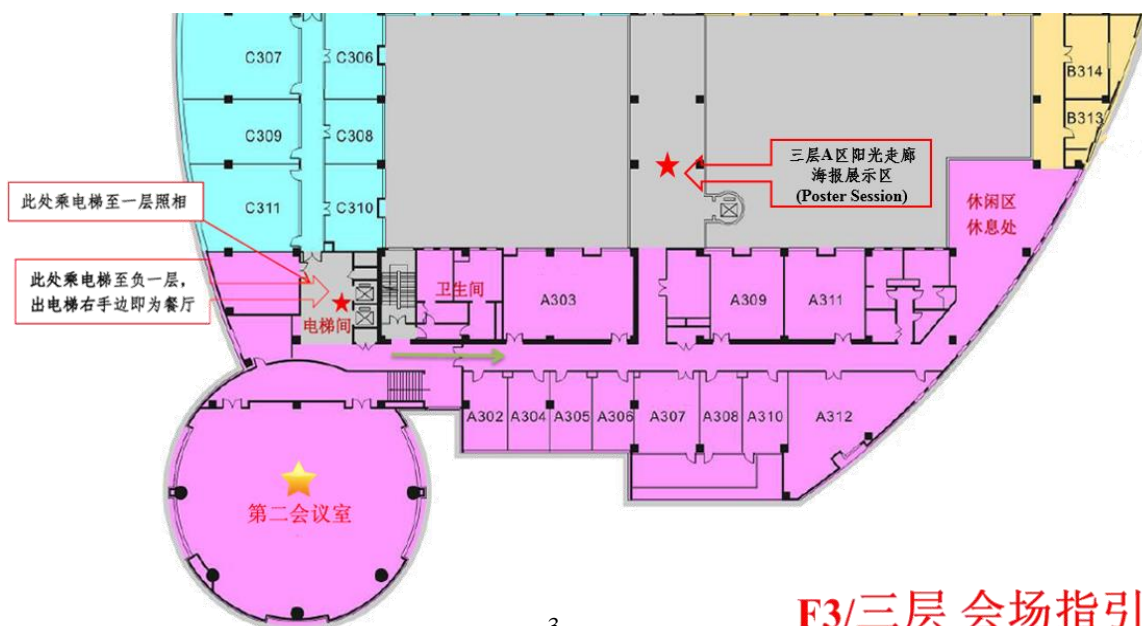 C307
C306
B314
B313
C309
C308
三层A区阳光走廊
海报展示区
(Poster Session)
此处乘电梯至一层照相
C311
C310
休闲区
休息处
此处乘电梯至负一层，
出电梯右手边即为餐厅
电梯间
卫生间
A303
A309
A311
A302
A304
A305
A306
A307
A308
A310
A312
第二会议室
3
F3/三层 会场指引